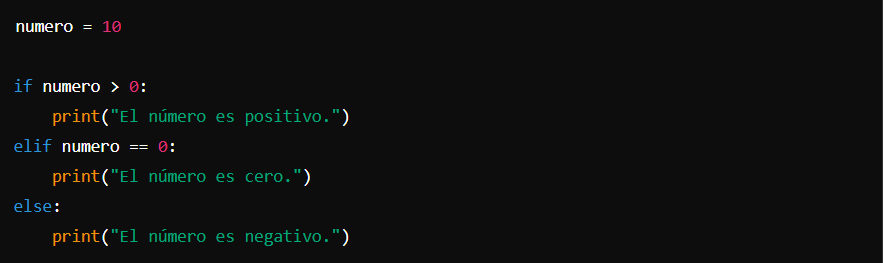 numero = 10
if numero > 0:
    print("El número es positivo.")
elif numero == 0:
    print("El número es cero.")
else:
    print("El número es negativo.")